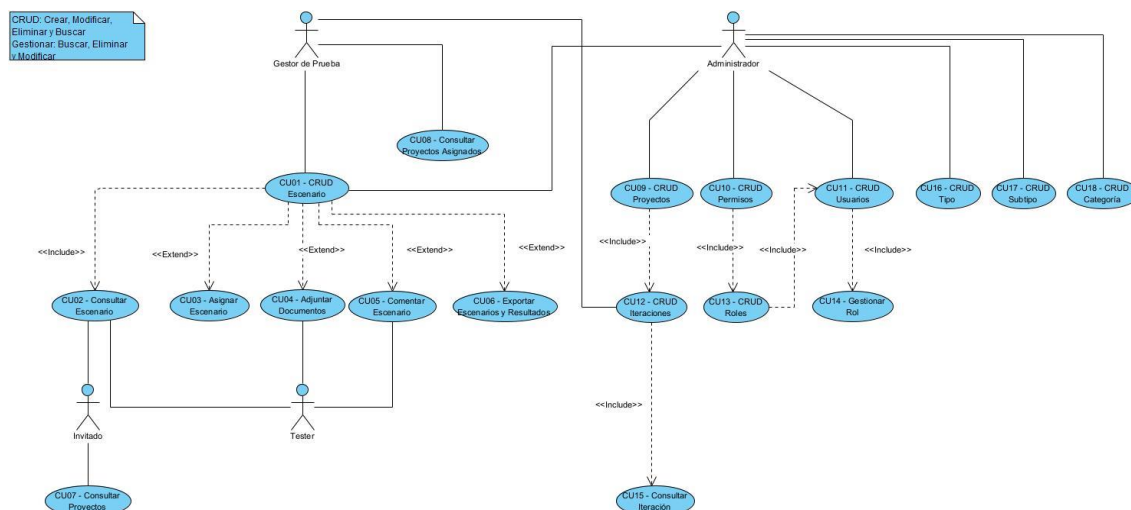 CRUD: Crear, Modificar,
Eliminar y Buscar
Gestionar: Buscar, Eliminar
y Modificar
Gestor de Prueba
Administrador
CU08 - Consultar
Proyectos Asignados
CU01 - CRUD
Escenario
CU09 - CRUD
Proyectos
CU10 - CRUD
Permisos
CU11 - CRUD
Usuarios
CU16 - CRUD
Tipo
CU17 - CRUD
Subtipo
CU18 - CRUD
Categoría
<<Include>>
<<Extend>>
<<Extend>>
<<Extend>>
<<Extend>>
<<Include>>
<<Include>>
<<Include>>
<<Include>>
CU02 - Consultar
Escenario
CU03 - Asignar
Escenario
CU04 - Adjuntar
Documentos
CU05 - Comentar
Escenario
CU06 - Exportar
Escenarios y Resultados
CU12 - CRUD
Iteraciones
CU13 - CRUD
Roles
CU14 - Gestionar
Rol
<<Include>>
Invitado
Tester
CU07 - Consultar
Proyectos
CU15 - Consultar
Iteración